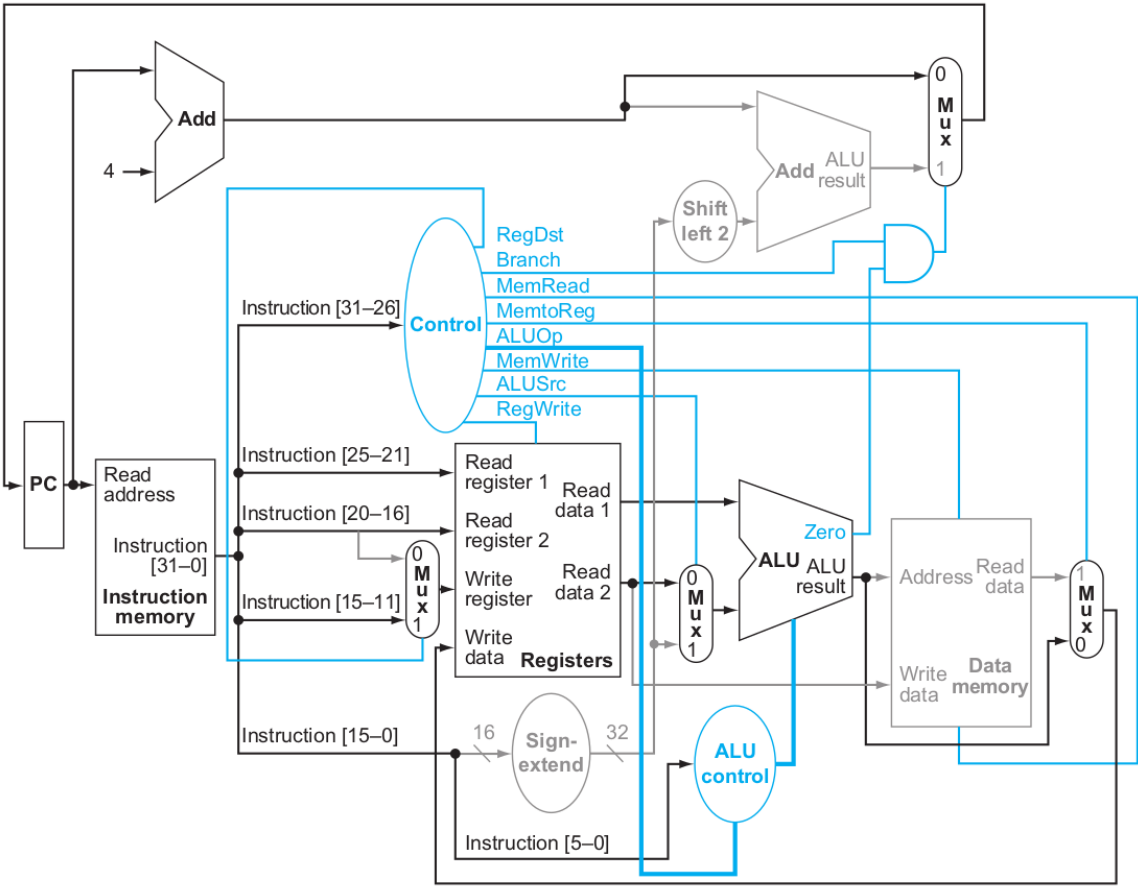 0
M
u
x
1
Add
4
Add
ALU
result
Shift
left 2
RegDst
Branch
MemRead
MemtoReg
ALUOp
MemWrite
ALUSrc
RegWrite
Instruction [31–26]
Control
PC
Read
address
Instruction
[31–0]
Instruction
memory
Instruction [25–21]
Instruction [20–16]
Instruction [15–11]
0
M
u
x
1
Read
register 1
Read
register 2
Write
register
Write
data
Read
data 1
Read
data 2
Registers
0
M
u
x
1
Zero
ALU
ALU
result
Address
Read
data
Write
data
Data
memory
1
M
u
x
0
Instruction [15–0]
16
Sign-
extend
32
ALU
control
Instruction [5–0]